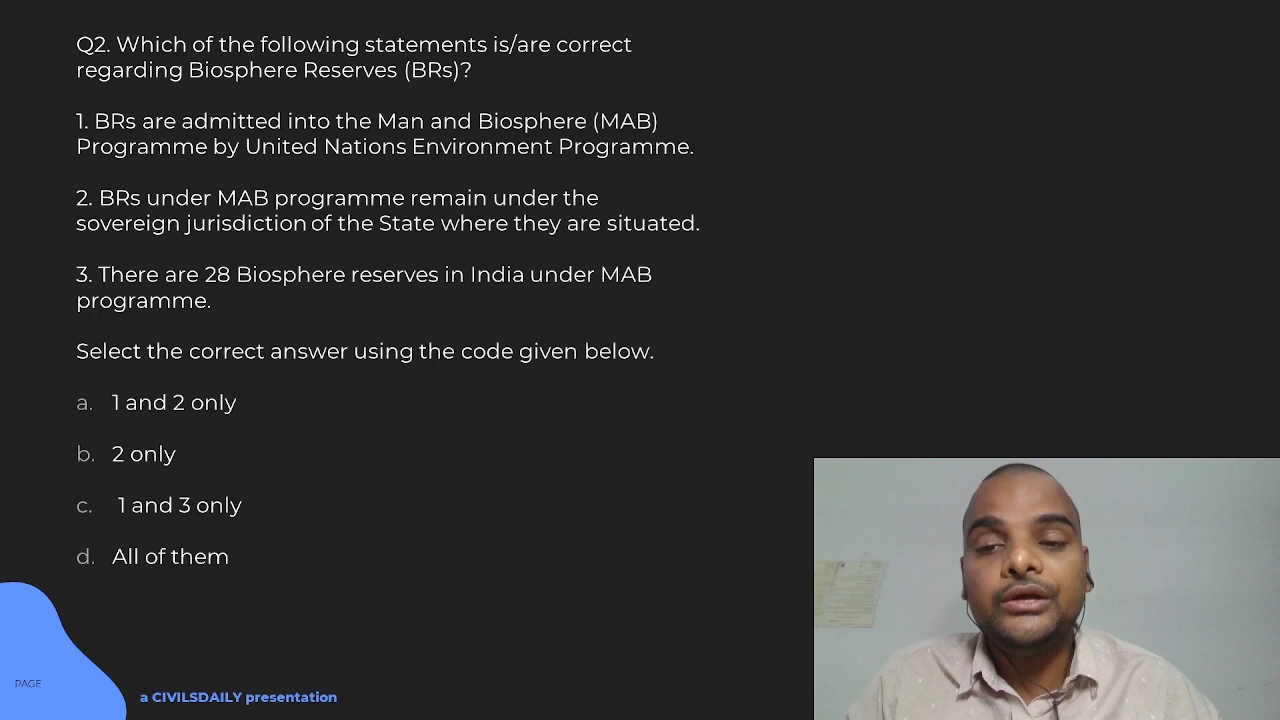 Q2. Which of the following statements is/are correct
regarding Biosphere Reserves (BRs)?
1. BRs are admitted into the Man and Biosphere (MAB)
Programme by United Nations Environment Programme.
2. BRs under MAB programme remain under the
sovereign jurisdiction of the State where they are situated.
3. There are 28 Biosphere reserves in India under MAB
programme.
Select the correct answer using the code given below.
a. 1 and 2 only
b. 2 only
c. 1 and 3 only
d. All of them
PAGE
a CIVILSDAILY presentation